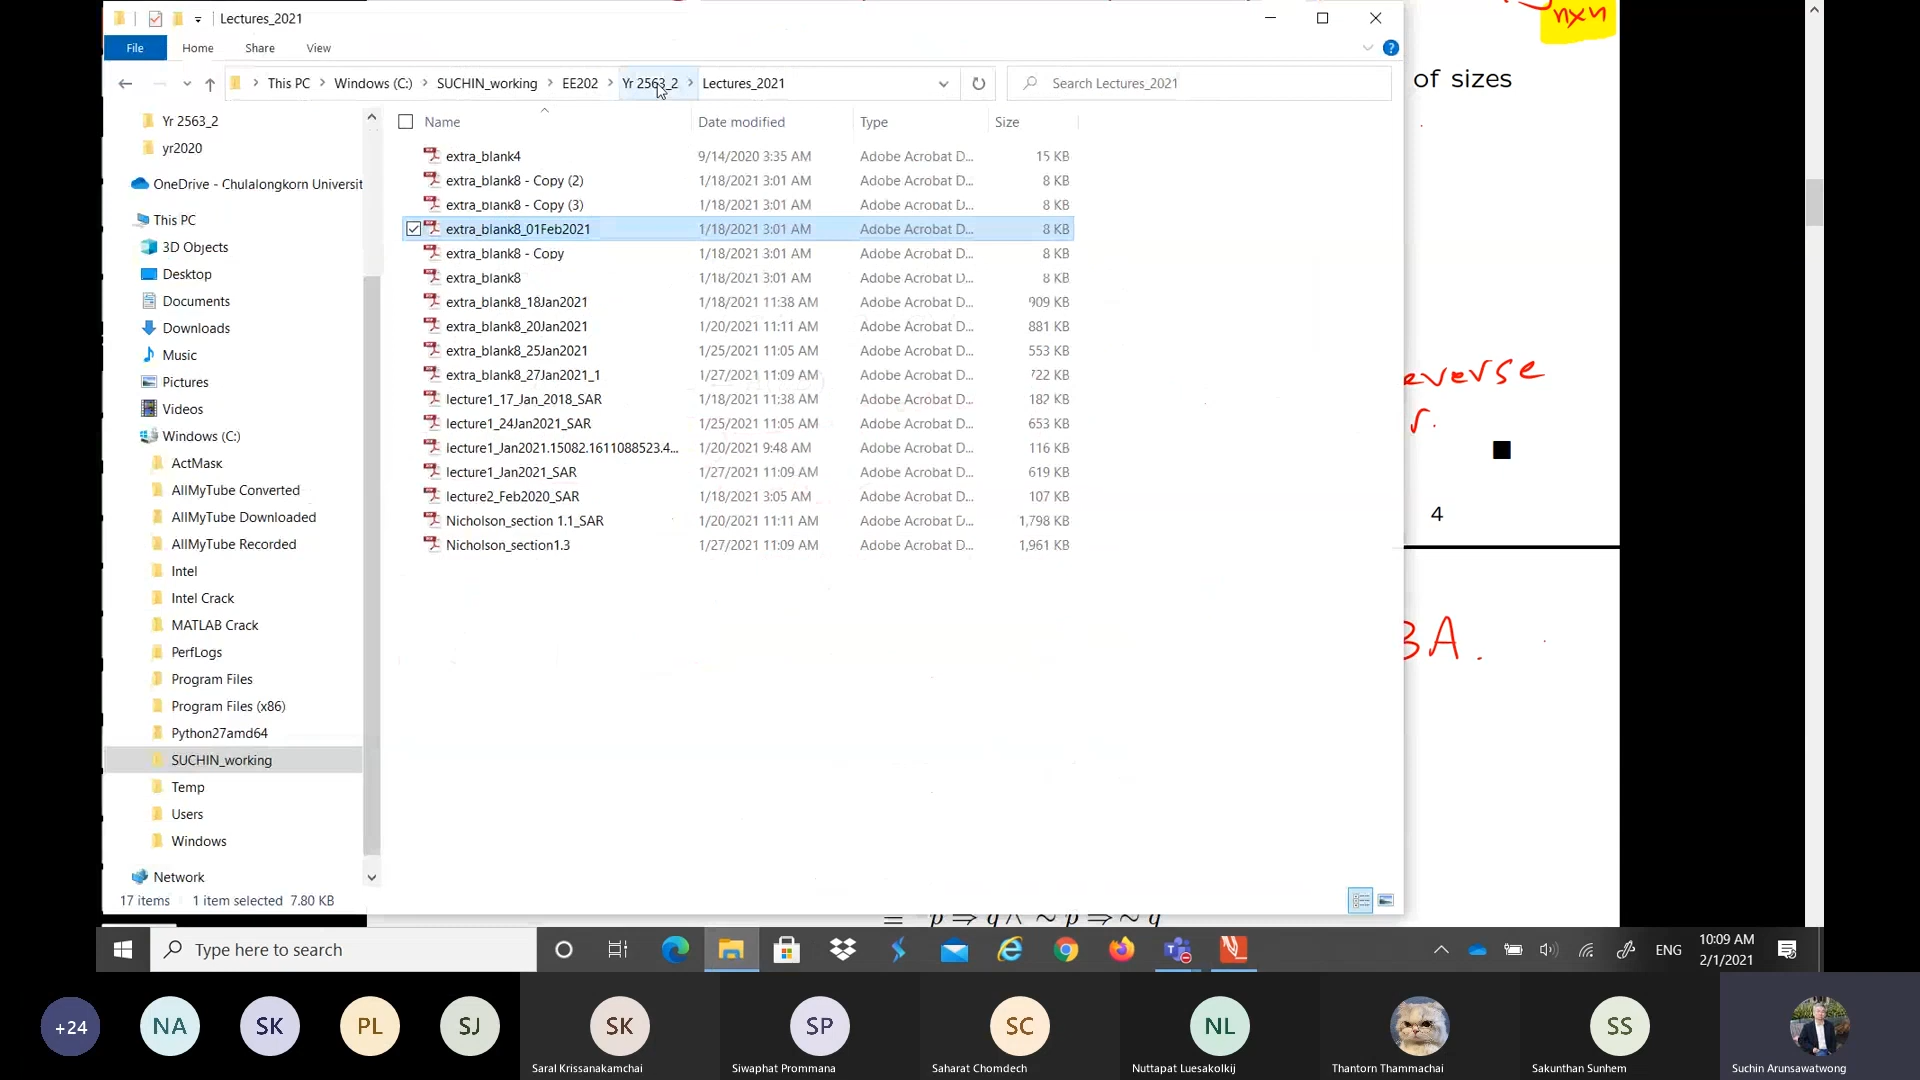 Lectures_2021
File Home Share View
This PC Windows (C:) SUCHIN_working EE202 Yr 2563_2 Lectures_2021
Search Lectures_2021
nxn
of sizes
Name Date modified Type Size
Yr 2563_2
yr2020
OneDrive - Chulalongkorn Universit
This PC
3D Objects
Desktop
Documents
Downloads
Music
Pictures
Videos
Windows (C:)
ActMask
AllMyTube Converted
AllMyTube Downloaded
AllMyTube Recorded
Intel
Intel Crack
MATLAB Crack
PerfLogs
Program Files
Program Files (x86)
Python27amd64
SUCHIN_working
Temp
Users
Windows
Network
extra_blank4 9/14/2020 3:35 AM Adobe Acrobat D... 15 KB
extra_blank8 - Copy (2) 1/18/2021 3:01 AM Adobe Acrobat D... 8 KB
extra_blank8 - Copy (3) 1/18/2021 3:01 AM Adobe Acrobat D... 8 KB
extra_blank8_01Feb2021 1/18/2021 3:01 AM Adobe Acrobat D... 8 KB
extra_blank8 - Copy 1/18/2021 3:01 AM Adobe Acrobat D... 8 KB
extra_blank8 1/18/2021 3:01 AM Adobe Acrobat D... 8 KB
extra_blank8_18Jan2021 1/18/2021 11:38 AM Adobe Acrobat D... 909 KB
extra_blank8_20Jan2021 1/20/2021 11:11 AM Adobe Acrobat D... 881 KB
extra_blank8_25Jan2021 1/25/2021 11:05 AM Adobe Acrobat D... 553 KB
extra_blank8_27Jan2021_1 1/27/2021 11:09 AM Adobe Acrobat D... 722 KB
lecture1_17_Jan_2018_SAR 1/18/2021 11:38 AM Adobe Acrobat D... 182 KB
lecture1_24Jan2021_SAR 1/25/2021 11:05 AM Adobe Acrobat D... 653 KB
lecture1_Jan2021.15082.1611088523.4... 1/20/2021 9:48 AM Adobe Acrobat D... 116 KB
lecture1_Jan2021_SAR 1/27/2021 11:09 AM Adobe Acrobat D... 619 KB
lecture2_Feb2020_SAR 1/18/2021 3:05 AM Adobe Acrobat D... 107 KB
Nicholson_section 1.1_SAR 1/20/2021 11:11 AM Adobe Acrobat D... 1,798 KB
Nicholson_section1.3 1/27/2021 11:09 AM Adobe Acrobat D... 1,961 KB
everse
r.
4
BA.
17 items 1 item selected 7.80 KB
≡ p ⇒ q ∧ ∼ p ⇒∼ q
Type here to search
ENG
10:09 AM
2/1/2021
+24 NA SK PL SJ SK SP SC NL SS
Saral Krissanakamchai Siwaphat Prommana Saharat Chomdech Nuttapat Luesakolkij Thantorn Thammachai Sakunthan Sunhem Suchin Arunsawatwong